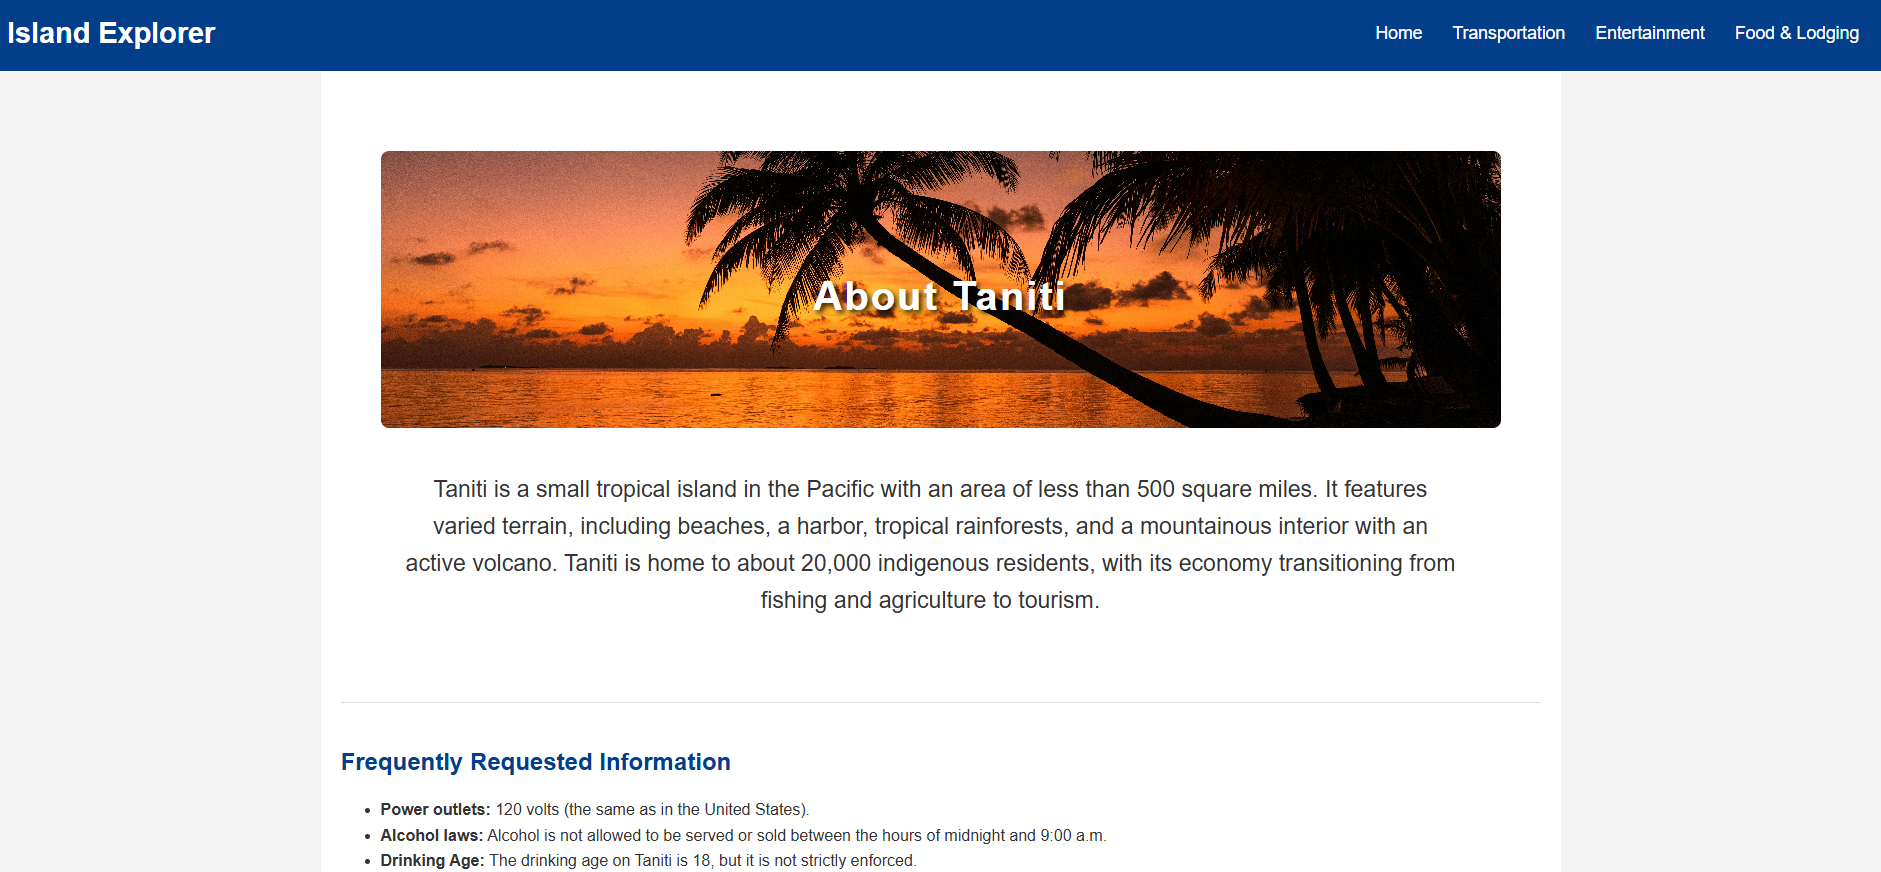 Island Explorer
Home Transportation Entertainment Food & Lodging
About Taniti
Taniti is a small tropical island in the Pacific with an area of less than 500 square miles. It features
varied terrain, including beaches, a harbor, tropical rainforests, and a mountainous interior with an
active volcano. Taniti is home to about 20,000 indigenous residents, with its economy transitioning from
fishing and agriculture to tourism.
Frequently Requested Information
• Power outlets: 120 volts (the same as in the United States).
• Alcohol laws: Alcohol is not allowed to be served or sold between the hours of midnight and 9:00 a.m.
• Drinking Age: The drinking age on Taniti is 18, but it is not strictly enforced.